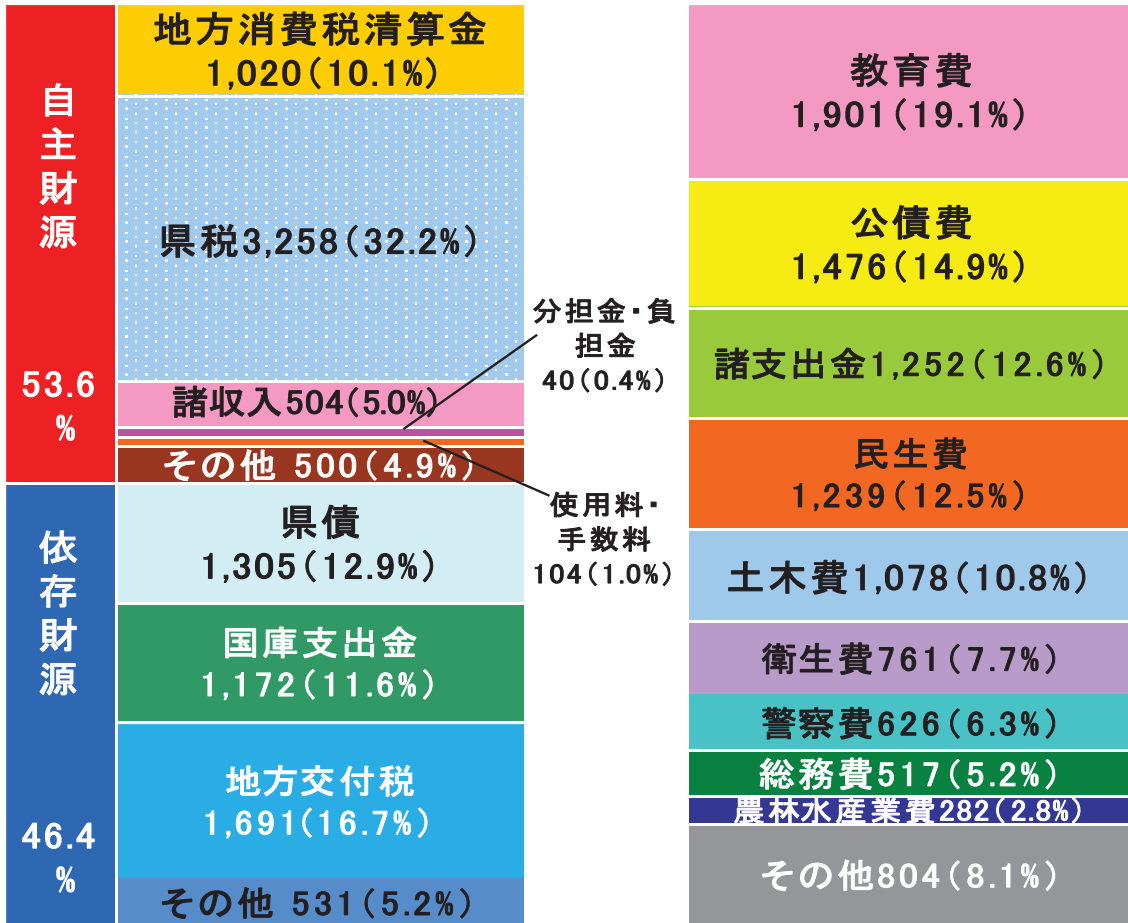 自主財源
53.6
%
地方消費税清算金
1,020(10.1%)
県税3,258(32.2%)
諸収入504(5.0%)
分担金・負
担金
40(0.4%)
その他 500(4.9%)
使用料・
手数料
104(1.0%)
依存財源
46.4
%
県債
1,305(12.9%)
国庫支出金
1,172(11.6%)
地方交付税
1,691(16.7%)
その他 531(5.2%)
教育費
1,901(19.1%)
公債費
1,476(14.9%)
諸支出金1,252(12.6%)
民生費
1,239(12.5%)
土木費1,078(10.8%)
衛生費761(7.7%)
警察費626(6.3%)
総務費517(5.2%)
農林水産業費282(2.8%)
その他804(8.1%)